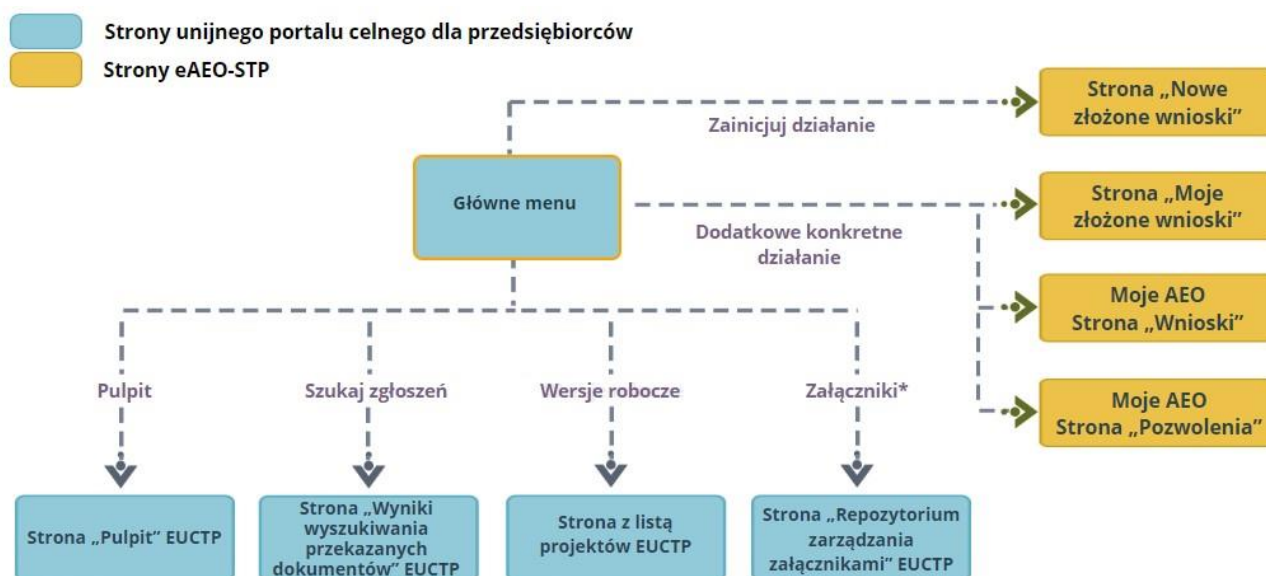 Strony unijnego portalu celnego dla przedsiębiorców
Strony eAEO-STP
Strona „Nowe
złożone wnioski”
Zainicjuj działanie
Główne menu
Strona „Moje
złożone wnioski”
Dodatkowe konkretne
działanie
Moje AEO
Strona „Wnioski”
Moje AEO
Strona „Pozwolenia”
Pulpit
Szukaj zgłoszeń
Wersje robocze
Załączniki*
Strona „Pulpit” EUCTP
Strona „Wyniki
wyszukiwania
przekazanych
dokumentów” EUCTP
Strona z listą
projektów EUCTP
Strona „Repozytorium
zarządzania
załącznikami” EUCTP